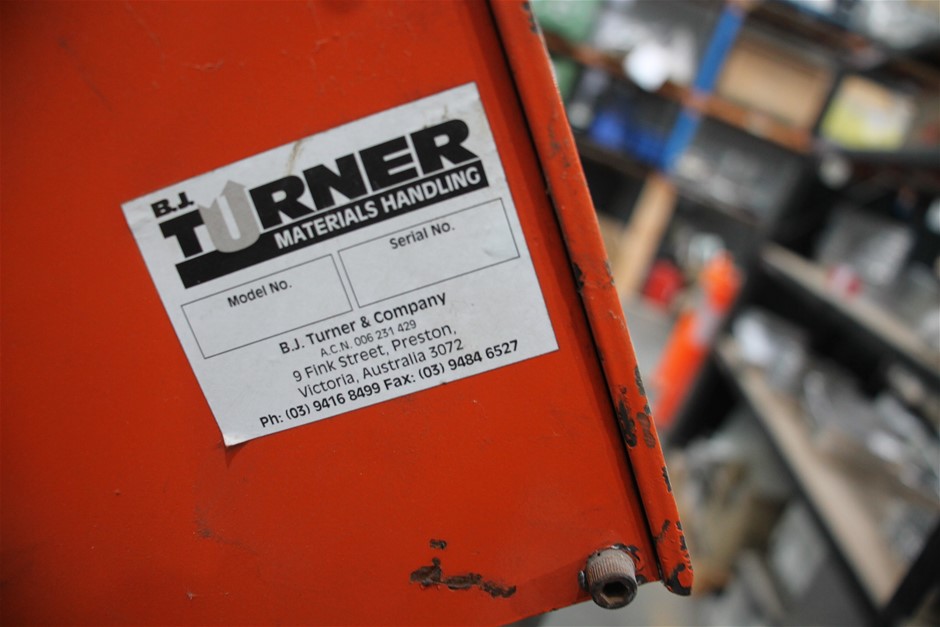 B.J.
TURNER
MATERIALS HANDLING
Model No.
Serial No.
B.J. Turner & Company
A.C.N. 006 231 429
9 Fink Street, Preston,
Victoria, Australia 3072
Ph: (03) 9416 8499 Fax: (03) 9484 6527